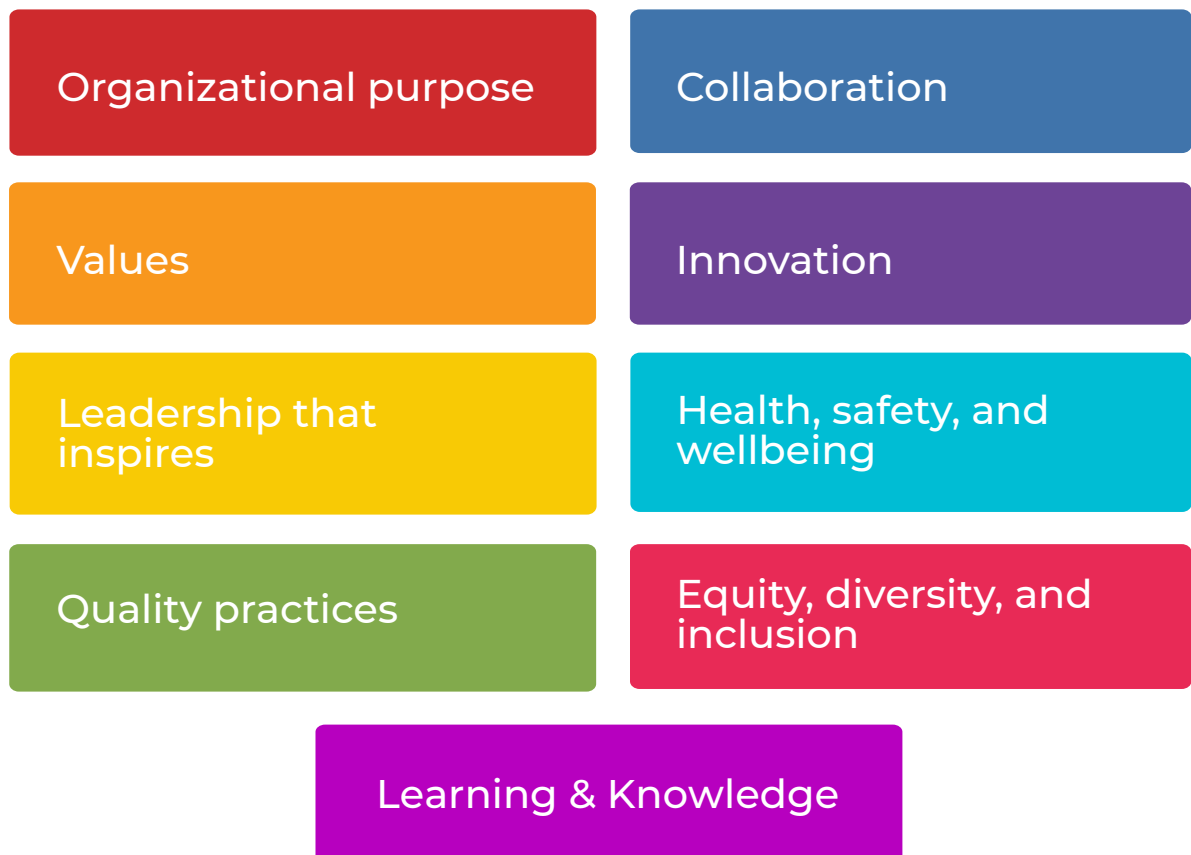 Organizational purpose
Collaboration
Values
Innovation
Leadership that
inspires
Health, safety, and
wellbeing
Quality practices
Equity, diversity, and
inclusion
Learning & Knowledge